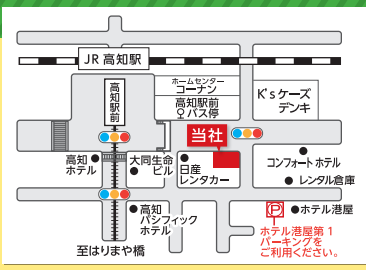 JR 高知駅
ホームセンター
コーナン
高知駅前
バス停
K'sケーズ
デンキ
高知駅前
当社
高知
ホテル
大同生命
ビル
日産
レンタカー
コンフォートホテル
レンタル倉庫
高知
パシフィック
ホテル
P
ホテル港屋
ホテル港屋第1
パーキングを
ご利用ください。
至はりまや橋